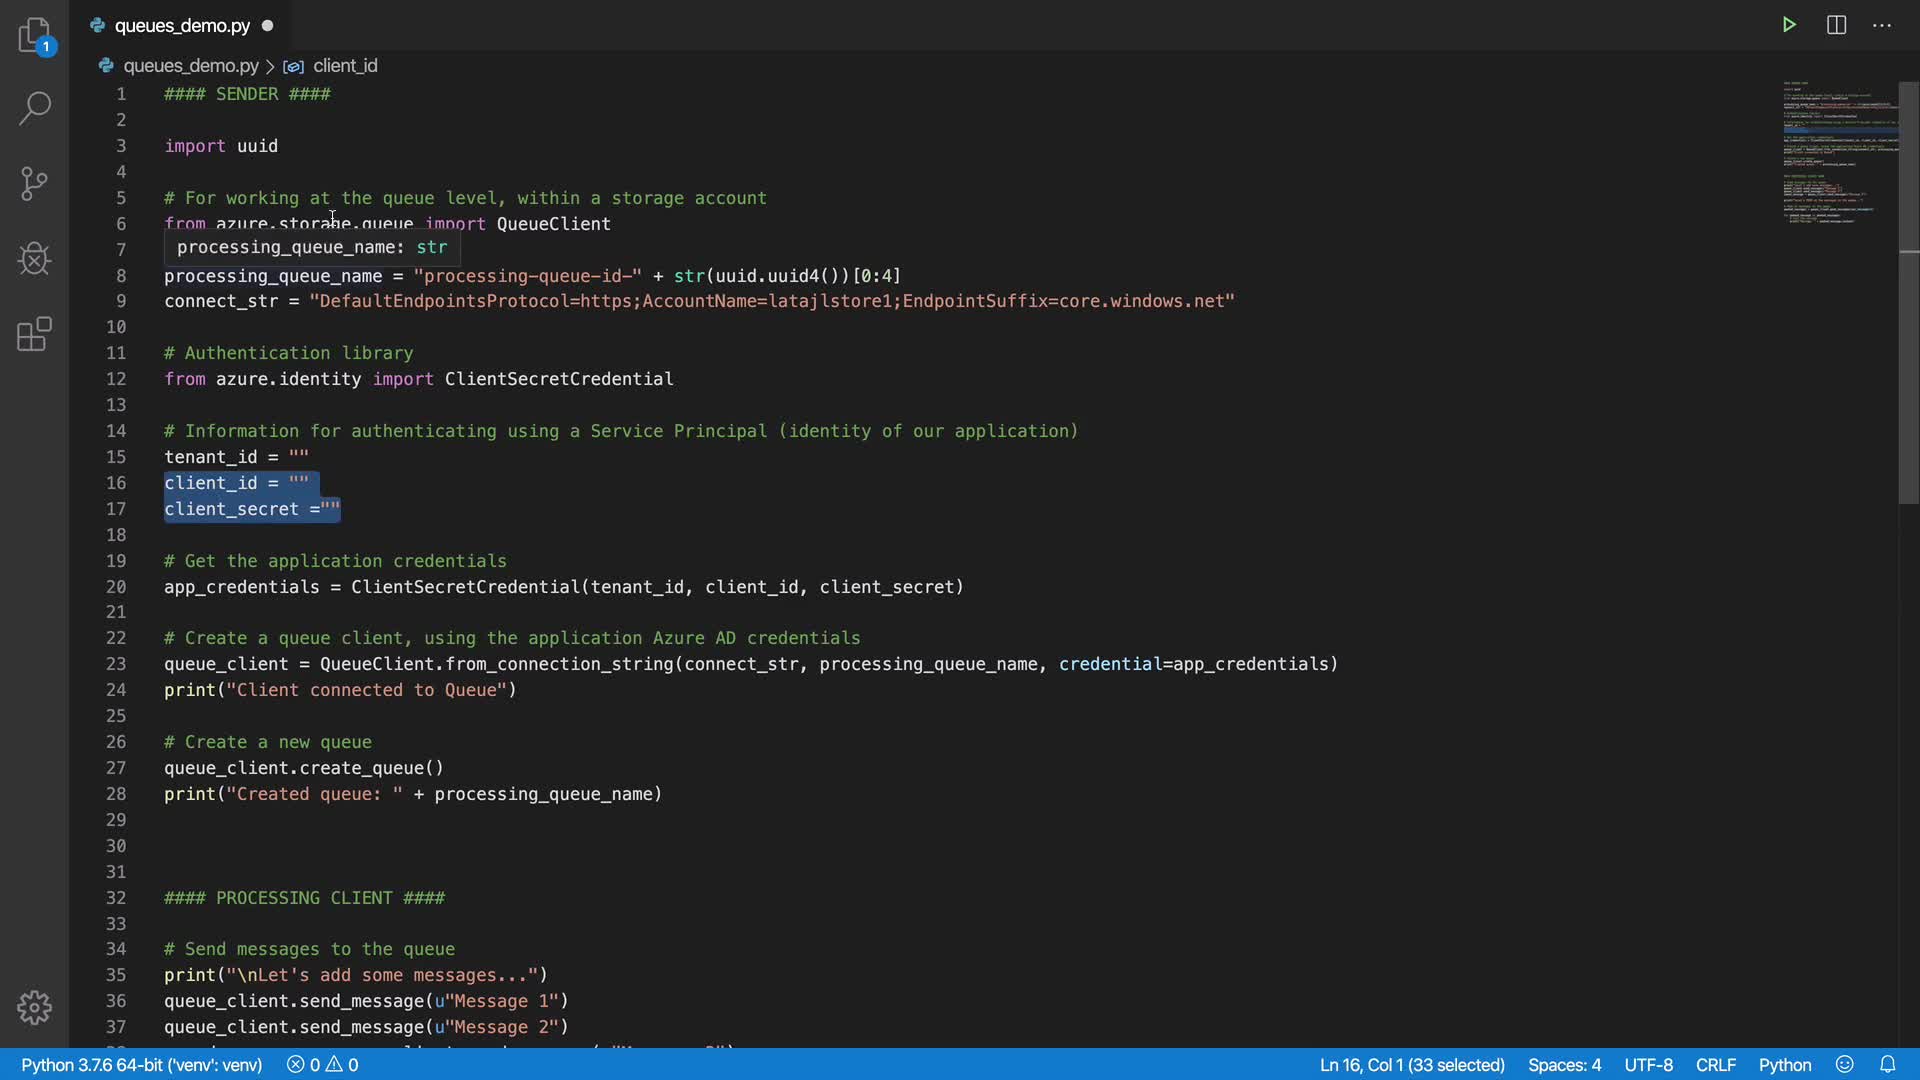 queues_demo.py
1
queues_demo.py > client_id
1 #### SENDER ####
2
3 import uuid
4
5 # For working at the queue level, within a storage account
6 from azure.storage.queue import QueueClient
7 processing_queue_name: str
8 processing_queue_name = "processing-queue-id-" + str(uuid.uuid4())[0:4]
9 connect_str = "DefaultEndpointsProtocol=https;AccountName=latajlstore1;EndpointSuffix=core.windows.net"
10
11 # Authentication library
12 from azure.identity import ClientSecretCredential
13
14 # Information for authenticating using a Service Principal (identity of our application)
15 tenant_id = ""
16 client_id = ""
17 client_secret =""
18
19 # Get the application credentials
20 app_credentials = ClientSecretCredential(tenant_id, client_id, client_secret)
21
22 # Create a queue client, using the application Azure AD credentials
23 queue_client = QueueClient.from_connection_string(connect_str, processing_queue_name, credential=app_credentials)
24 print("Client connected to Queue")
25
26 # Create a new queue
27 queue_client.create_queue()
28 print("Created queue: " + processing_queue_name)
29
30
31
32 #### PROCESSING CLIENT ####
33
34 # Send messages to the queue
35 print("\nLet's add some messages...")
36 queue_client.send_message(u"Message 1")
37 queue_client.send_message(u"Message 2")
Python 3.7.6 64-bit ('venv': venv) 0 0 Ln 16, Col 1 (33 selected) Spaces: 4 UTF-8 CRLF Python